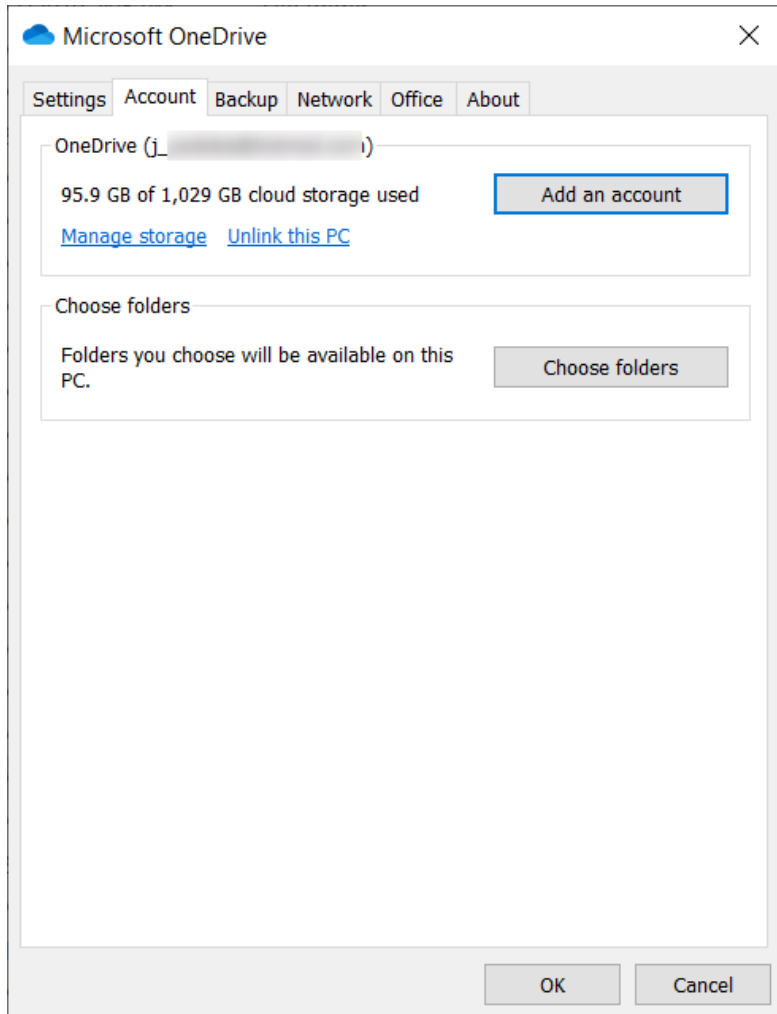 Microsoft OneDrive
Settings Account Backup Network Office About
OneDrive (j_ )
95.9 GB of 1,029 GB cloud storage used
Add an account
Manage storage Unlink this PC
Choose folders
Folders you choose will be available on this
PC.
Choose folders
OK Cancel